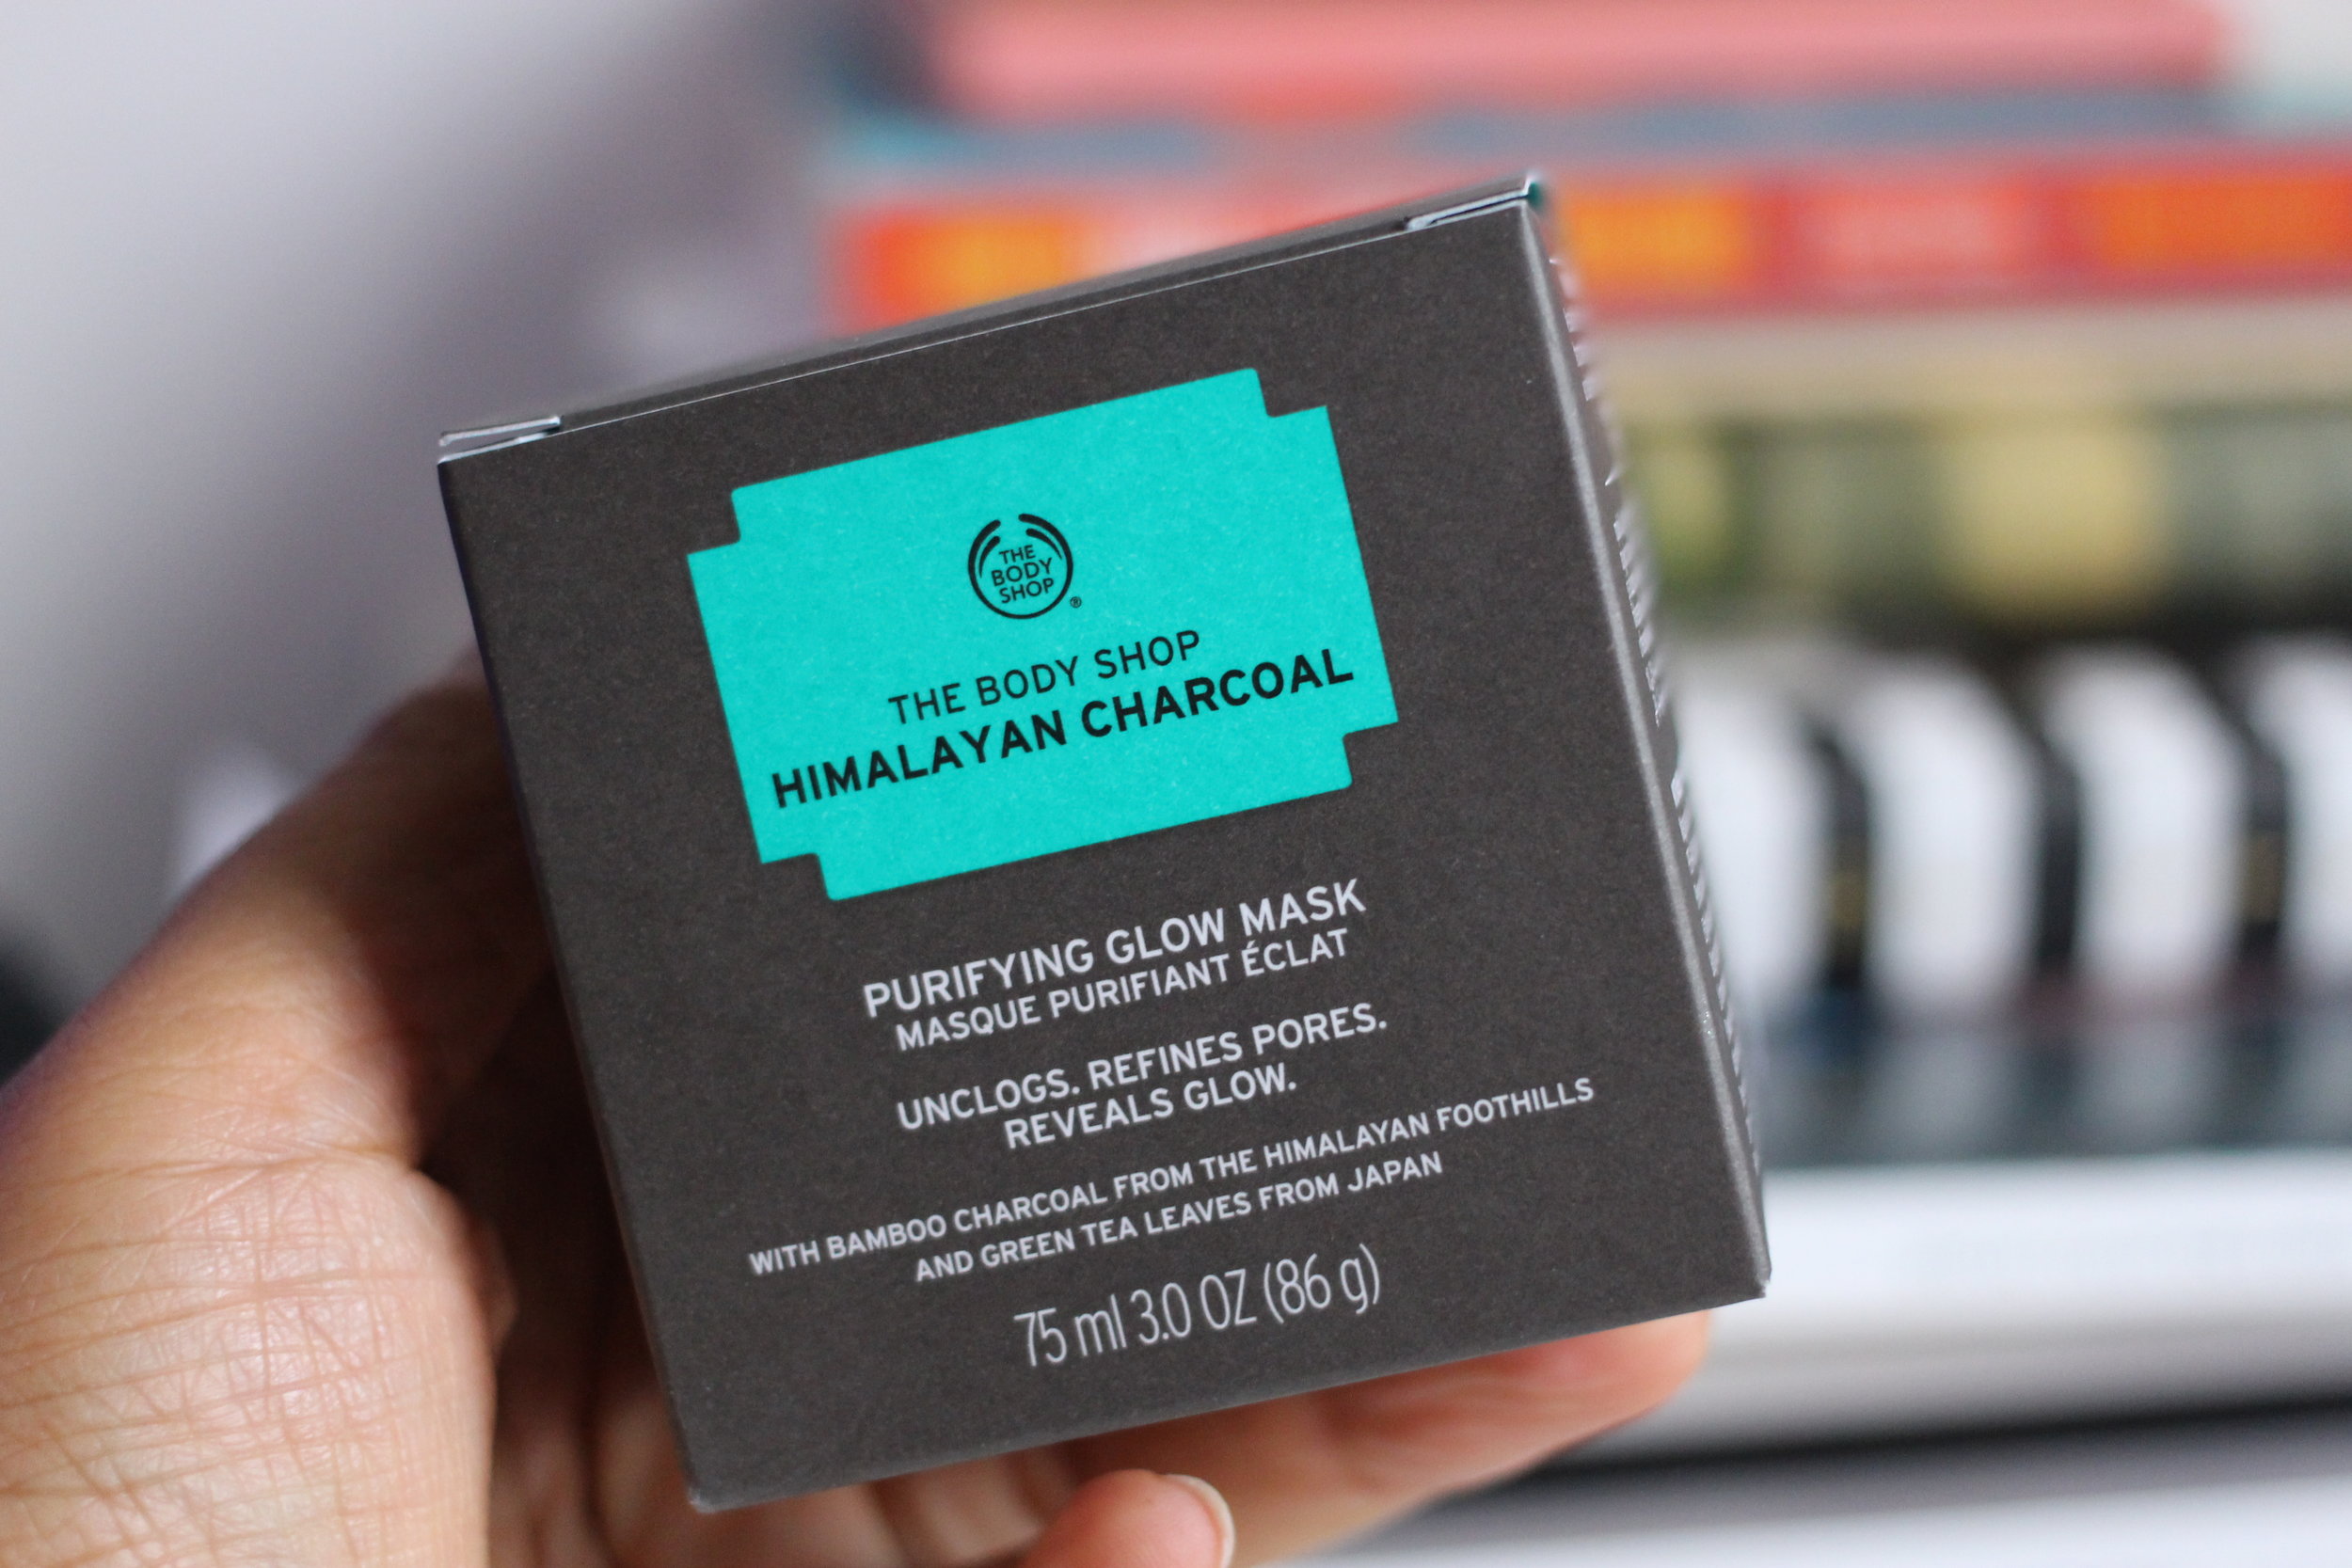 THE
BODY
SHOP
®
THE BODY SHOP
HIMALAYAN CHARCOAL
PURIFYING GLOW MASK
MASQUE PURIFIANT ÉCLAT
UNCLOGS. REFINES PORES.
REVEALS GLOW.
WITH BAMBOO CHARCOAL FROM THE HIMALAYAN FOOTHILLS
AND GREEN TEA LEAVES FROM JAPAN
75 ml 3.0 OZ (86 g)